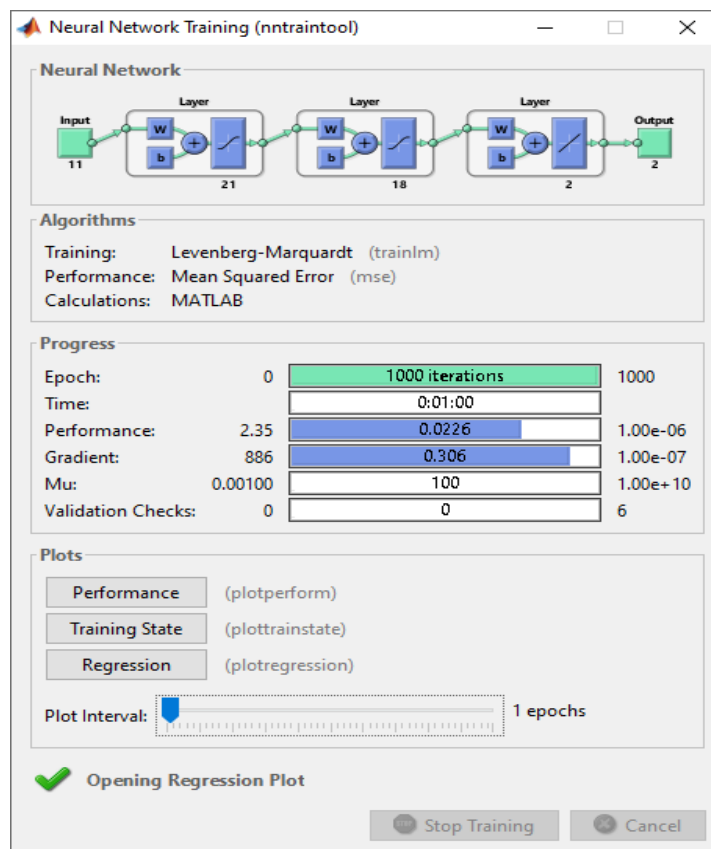 Neural Network Training (nntraintool)
Neural Network
Layer Layer Layer
Input Output
W W W
b b b
11 21 18 2 2
Algorithms
Training: Levenberg-Marquardt (trainlm)
Performance: Mean Squared Error (mse)
Calculations: MATLAB
Progress
Epoch: 0 1000 iterations 1000
Time: 0:01:00
Performance: 2.35 0.0226 1.00e-06
Gradient: 886 0.306 1.00e-07
Mu: 0.00100 100 1.00e+10
Validation Checks: 0 0 6
Plots
Performance (plotperform)
Training State (plottrainstate)
Regression (plotregression)
Plot Interval: 1 epochs
Opening Regression Plot
Stop Training Cancel